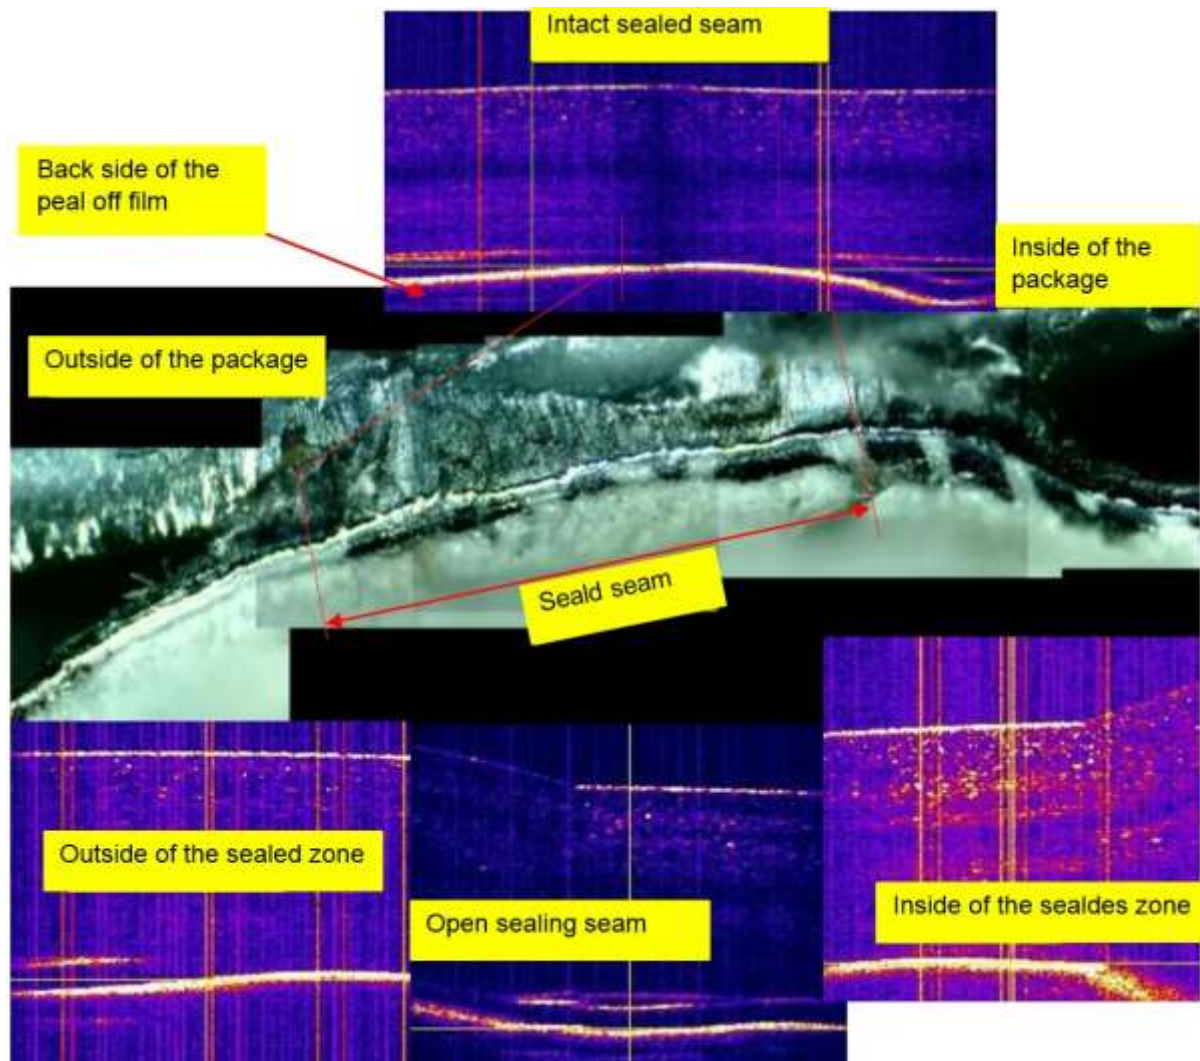 Intact sealed seam
Back side of the
peal off film
Inside of the
package
Outside of the package
Seald seam
Outside of the sealed zone
Open sealing seam
Inside of the sealdes zone